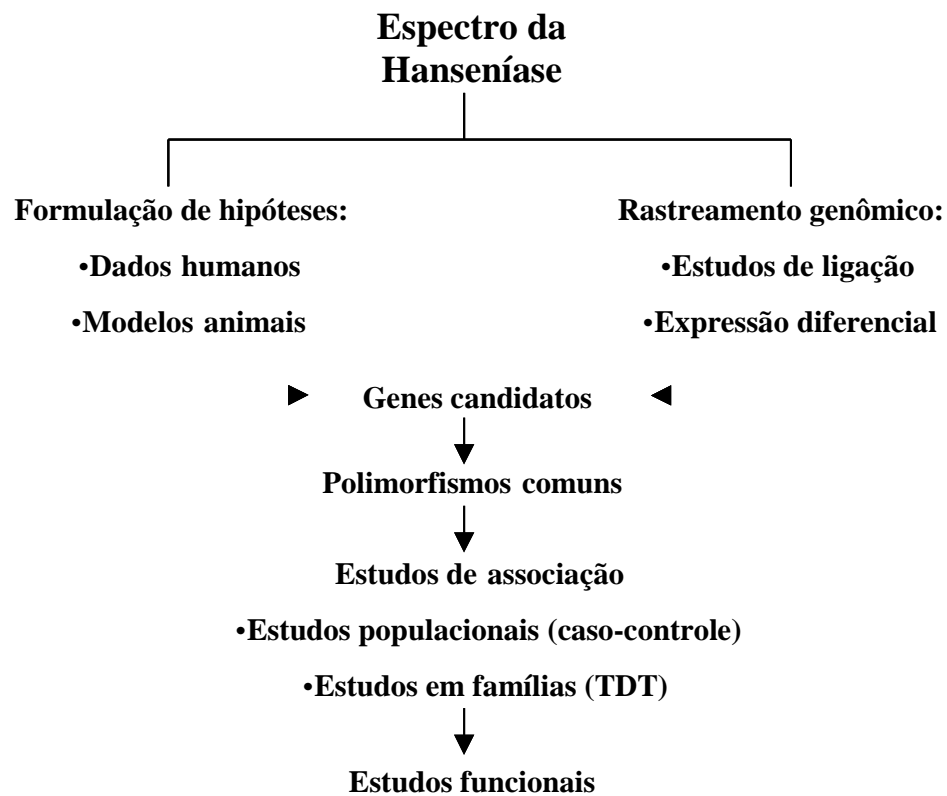 Espectro da
Hanseníase
Formulação de hipóteses:
•Dados humanos
•Modelos animais
Rastreamento genômico:
•Estudos de ligação
•Expressão diferencial
Genes candidatos
Polimorfismos comuns
Estudos de associação
•Estudos populacionais (caso-controle)
•Estudos em famílias (TDT)
Estudos funcionais